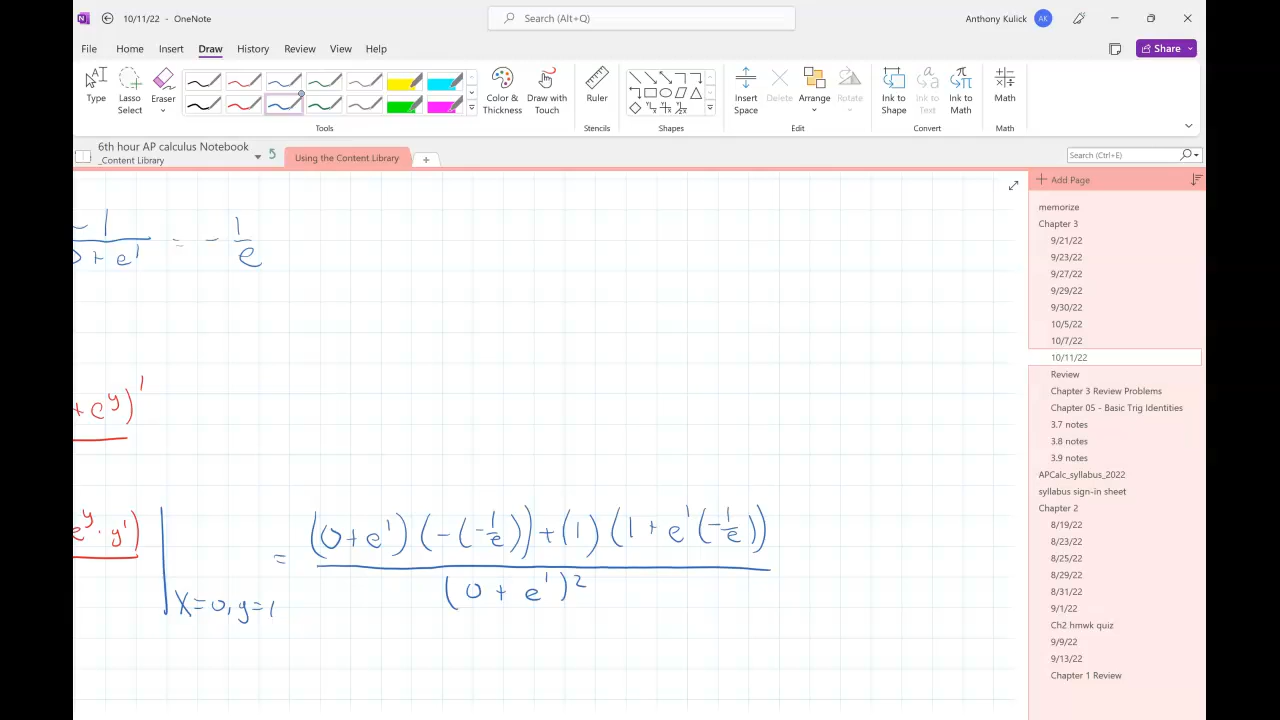 10/11/22 - OneNote
Search (Alt+Q)
Anthony Kulick AK
File Home Insert Draw History Review View Help
Share
Type Lasso Select Eraser Color & Thickness Draw with Touch Ruler Insert Space Delete Arrange Rotate Ink to Shape Ink to Text Ink to Math Math
Tools Stencils Shapes Edit Convert Math
6th hour AP calculus Notebook
_Content Library
Using the Content Library
Search (Ctrl+E)
Add Page
memorize
Chapter 3
9/21/22
9/23/22
9/27/22
9/29/22
9/30/22
10/5/22
10/7/22
10/11/22
Review
Chapter 3 Review Problems
Chapter 05 - Basic Trig Identities
3.7 notes
3.8 notes
3.9 notes
APCalc_syllabus_2022
syllabus sign-in sheet
Chapter 2
8/19/22
8/23/22
8/25/22
8/29/22
8/31/22
9/1/22
Ch2 hmwk quiz
9/9/22
9/13/22
Chapter 1 Review
- 1
0 + e^1 = - 1/e
+ e^y)'
e^y · y')
x=0, y=1
= ((0+e^1)(-(-1/e)) + (1)(1+e^1(-1/e))
(0 + e^1)^2